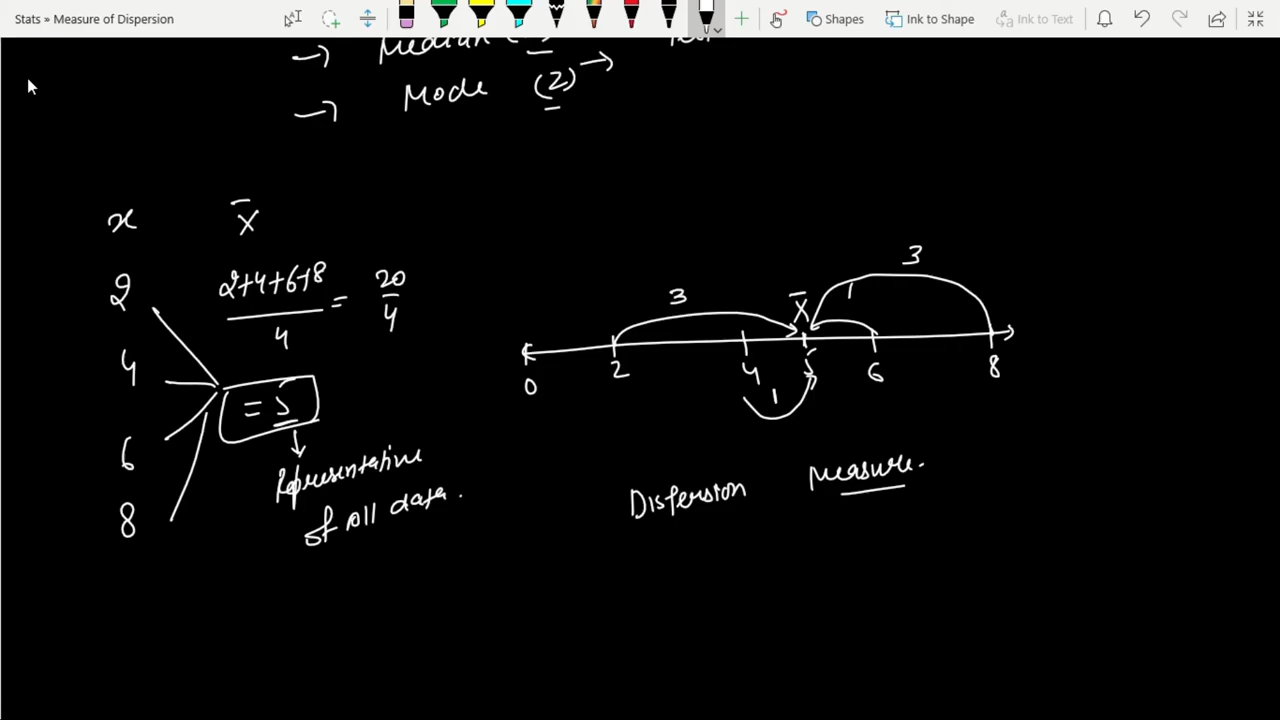 Stats » Measure of Dispersion
Shapes
Ink to Shape
Ink to Text
→ Median
→ Mode (2) →
x
X̄
2
4
6
8
2+4+6+8
4
=
20
4
= 5
Representative
of all data.
3
1
3
X̄
0
2
4
5
6
8
1
Dispersion measure.